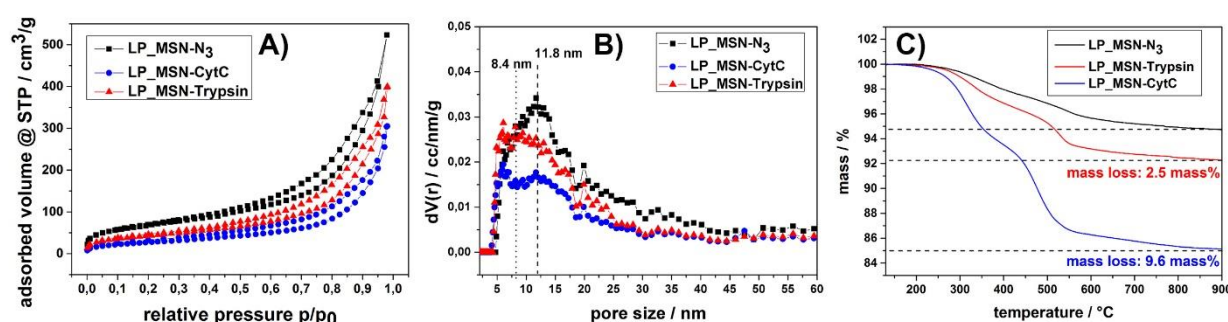 A)
LP_MSN-N3
LP_MSN-CytC
LP_MSN-Trypsin
adsorbed volume @ STP / cm³/g
500
400
300
200
100
0
0,0 0,1 0,2 0,3 0,4 0,5 0,6 0,7 0,8 0,9 1,0
relative pressure p/p0
B)
LP_MSN-N3
LP_MSN-CytC
LP_MSN-Trypsin
8.4 nm
11.8 nm
dV(r) / cc/nm/g
0,05
0,04
0,03
0,02
0,01
0,00
5 10 15 20 25 30 35 40 45 50 55 60
pore size / nm
C)
LP_MSN-N3
LP_MSN-Trypsin
LP_MSN-CytC
mass / %
100
98
96
94
92
90
88
86
84
mass loss: 2.5 mass%
mass loss: 9.6 mass%
200 300 400 500 600 700 800 900
temperature / °C